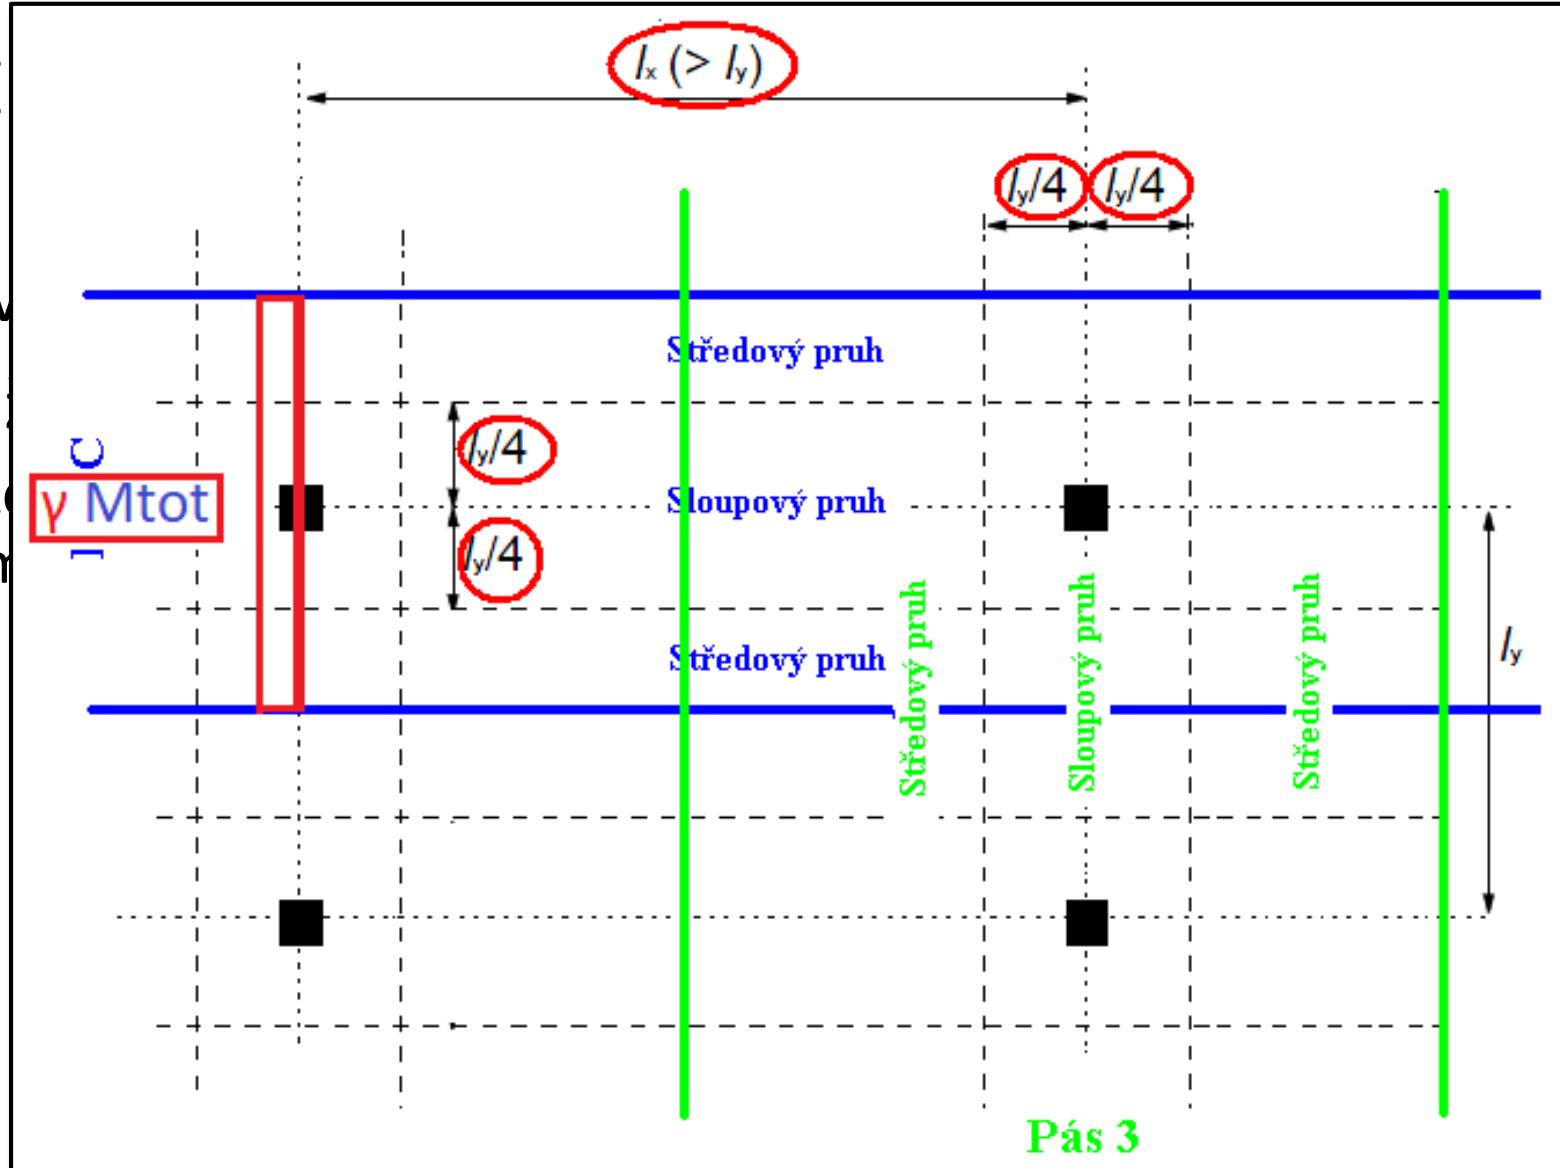 lx (> ly)
ly/4 ly/4
Středový pruh
ly/4
C
γ Mtot
Sloupový pruh
ly/4
Středový pruh
Středový pruh
Sloupový pruh
Středový pruh
ly
Pás 3